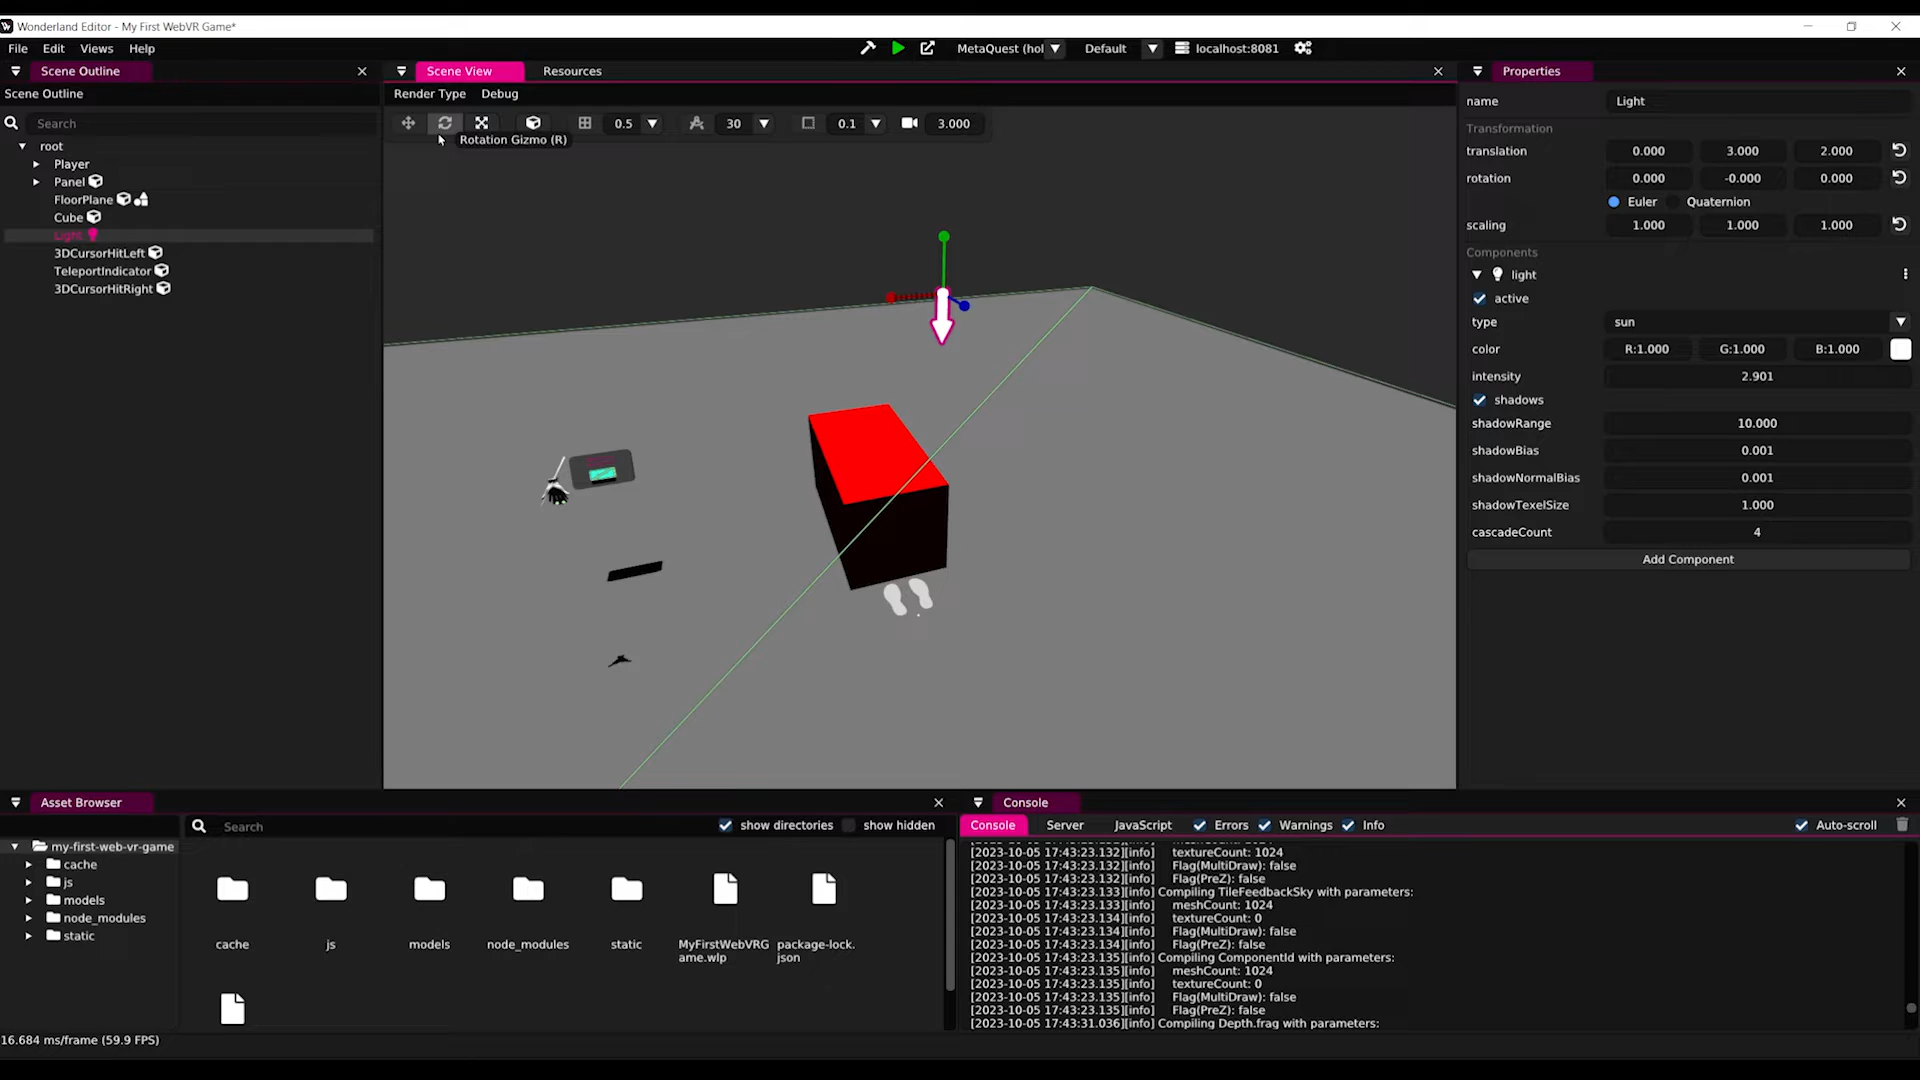 Wonderland Editor - My First WebVR Game*
File Edit Views Help
MetaQuest (hol Default localhost:8081
Scene Outline
Scene View Resources
Properties
Scene Outline
Search
root
Player
Panel
FloorPlane
Cube
Light
3DCursorHitLeft
TeleportIndicator
3DCursorHitRight
Render Type Debug
0.5 30 0.1 3.000
Rotation Gizmo (R)
name Light
Transformation
translation 0.000 3.000 2.000
rotation 0.000 -0.000 0.000
Euler Quaternion
scaling 1.000 1.000 1.000
Components
light
active
type sun
color R:1.000 G:1.000 B:1.000
intensity 2.901
shadows
shadowRange 10.000
shadowBias 0.001
shadowNormalBias 0.001
shadowTexelSize 1.000
cascadeCount 4
Add Component
Asset Browser
Search show directories show hidden
my-first-web-vr-game
cache
js
models
node_modules
static
cache js models node_modules static MyFirstWebVRG package-lock.
ame.wlp json
Console
Console Server JavaScript Errors Warnings Info Auto-scroll
[2023-10-05 17:43:23.132][info] textureCount: 1024
[2023-10-05 17:43:23.132][info] Flag(MultiDraw): false
[2023-10-05 17:43:23.132][info] Flag(PreZ): false
[2023-10-05 17:43:23.133][info] Compiling TileFeedbackSky with parameters:
[2023-10-05 17:43:23.133][info] meshCount: 1024
[2023-10-05 17:43:23.134][info] textureCount: 0
[2023-10-05 17:43:23.134][info] Flag(MultiDraw): false
[2023-10-05 17:43:23.134][info] Flag(PreZ): false
[2023-10-05 17:43:23.135][info] Compiling ComponentId with parameters:
[2023-10-05 17:43:23.135][info] meshCount: 1024
[2023-10-05 17:43:23.135][info] textureCount: 0
[2023-10-05 17:43:23.135][info] Flag(MultiDraw): false
[2023-10-05 17:43:23.135][info] Flag(PreZ): false
[2023-10-05 17:43:31.036][info] Compiling Depth.frag with parameters:
16.684 ms/frame (59.9 FPS)